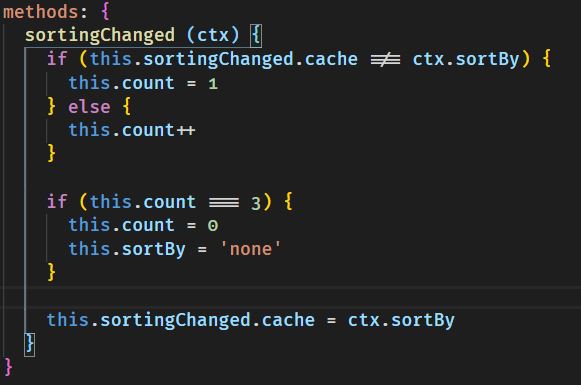 methods: {
  sortingChanged (ctx) {
    if (this.sortingChanged.cache !== ctx.sortBy) {
      this.count = 1
    } else {
      this.count++
    }

    if (this.count === 3) {
      this.count = 0
      this.sortBy = 'none'
    }

    this.sortingChanged.cache = ctx.sortBy
  }
}